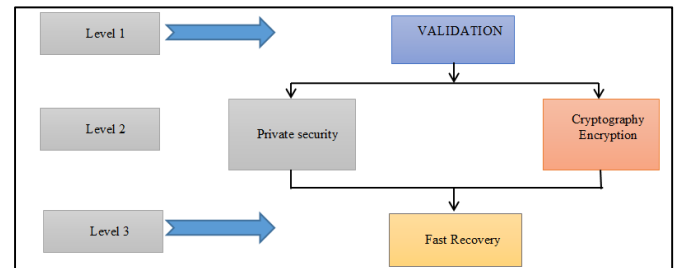 Level 1
VALIDATION
Level 2
Private security
Cryptography
Encryption
Level 3
Fast Recovery